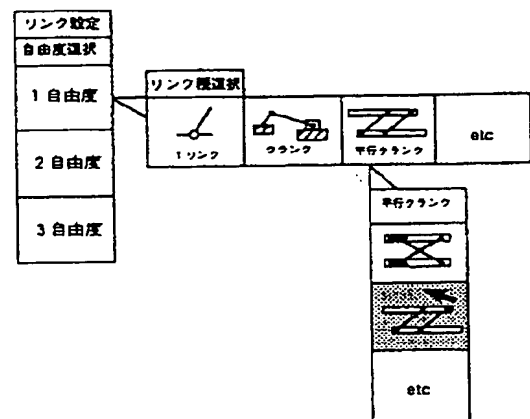 リンク設定
自由度選択
1 自由度
2 自由度
3 自由度
リンク種選択
1 リンク
クランク
平行クランク
etc
平行クランク
etc